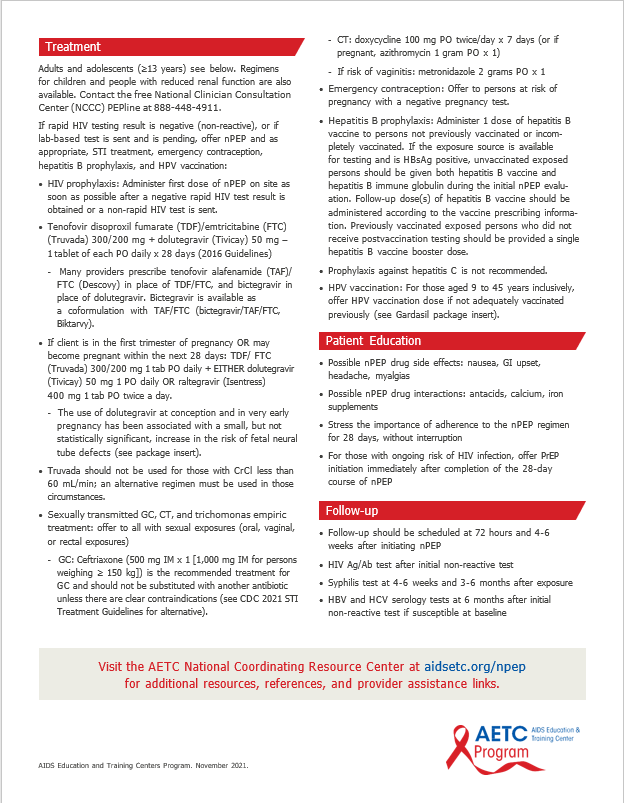 Treatment
Adults and adolescents (≥13 years) see below. Regimens
for children and people with reduced renal function are also
available. Contact the free National Clinician Consultation
Center (NCCC) PEPline at 888-448-4911.
If rapid HIV testing result is negative (non-reactive), or if
lab-based test is sent and is pending, offer nPEP and as
appropriate, STI treatment, emergency contraception,
hepatitis B prophylaxis, and HPV vaccination:
• HIV prophylaxis: Administer first dose of nPEP on site as
soon as possible after a negative rapid HIV test result is
obtained or a non-rapid HIV test is sent.
• Tenofovir disoproxil fumarate (TDF)/emtricitabine (FTC)
(Truvada) 300/200 mg + dolutegravir (Tivicay) 50 mg –
1 tablet of each PO daily x 28 days (2016 Guidelines)
- Many providers prescribe tenofovir alafenamide (TAF)/
FTC (Descovy) in place of TDF/FTC, and bictegravir in
place of dolutegravir. Bictegravir is available as
a coformulation with TAF/FTC (bictegravir/TAF/FTC,
Biktarvy).
• If client is in the first trimester of pregnancy OR may
become pregnant within the next 28 days: TDF/ FTC
(Truvada) 300/200 mg 1 tab PO daily + EITHER dolutegravir
(Tivicay) 50 mg 1 PO daily OR raltegravir (Isentress)
400 mg 1 tab PO twice a day.
- The use of dolutegravir at conception and in very early
pregnancy has been associated with a small, but not
statistically significant, increase in the risk of fetal neural
tube defects (see package insert).
• Truvada should not be used for those with CrCl less than
60 mL/min; an alternative regimen must be used in those
circumstances.
• Sexually transmitted GC, CT, and trichomonas empiric
treatment: offer to all with sexual exposures (oral, vaginal,
or rectal exposures)
- GC: Ceftriaxone (500 mg IM x 1 [1,000 mg IM for persons
weighing ≥ 150 kg]) is the recommended treatment for
GC and should not be substituted with another antibiotic
unless there are clear contraindications (see CDC 2021 STI
Treatment Guidelines for alternative).
- CT: doxycycline 100 mg PO twice/day x 7 days (or if
pregnant, azithromycin 1 gram PO x 1)
- If risk of vaginitis: metronidazole 2 grams PO x 1
• Emergency contraception: Offer to persons at risk of
pregnancy with a negative pregnancy test.
• Hepatitis B prophylaxis: Administer 1 dose of hepatitis B
vaccine to persons not previously vaccinated or incom-
pletely vaccinated. If the exposure source is available
for testing and is HBsAg positive, unvaccinated exposed
persons should be given both hepatitis B vaccine and
hepatitis B immune globulin during the initial nPEP evalu-
ation. Follow-up dose(s) of hepatitis B vaccine should be
administered according to the vaccine prescribing informa-
tion. Previously vaccinated exposed persons who did not
receive postvaccination testing should be provided a single
hepatitis B vaccine booster dose.
• Prophylaxis against hepatitis C is not recommended.
• HPV vaccination: For those aged 9 to 45 years inclusively,
offer HPV vaccination dose if not adequately vaccinated
previously (see Gardasil package insert).
Patient Education
• Possible nPEP drug side effects: nausea, GI upset,
headache, myalgias
• Possible nPEP drug interactions: antacids, calcium, iron
supplements
• Stress the importance of adherence to the nPEP regimen
for 28 days, without interruption
• For those with ongoing risk of HIV infection, offer PrEP
initiation immediately after completion of the 28-day
course of nPEP
Follow-up
• Follow-up should be scheduled at 72 hours and 4-6
weeks after initiating nPEP
• HIV Ag/Ab test after initial non-reactive test
• Syphilis test at 4-6 weeks and 3-6 months after exposure
• HBV and HCV serology tests at 6 months after initial
non-reactive test if susceptible at baseline
Visit the AETC National Coordinating Resource Center at aidsetc.org/npep
for additional resources, references, and provider assistance links.
AETC AIDS Education &
Training Center
Program
AIDS Education and Training Centers Program. November 2021.